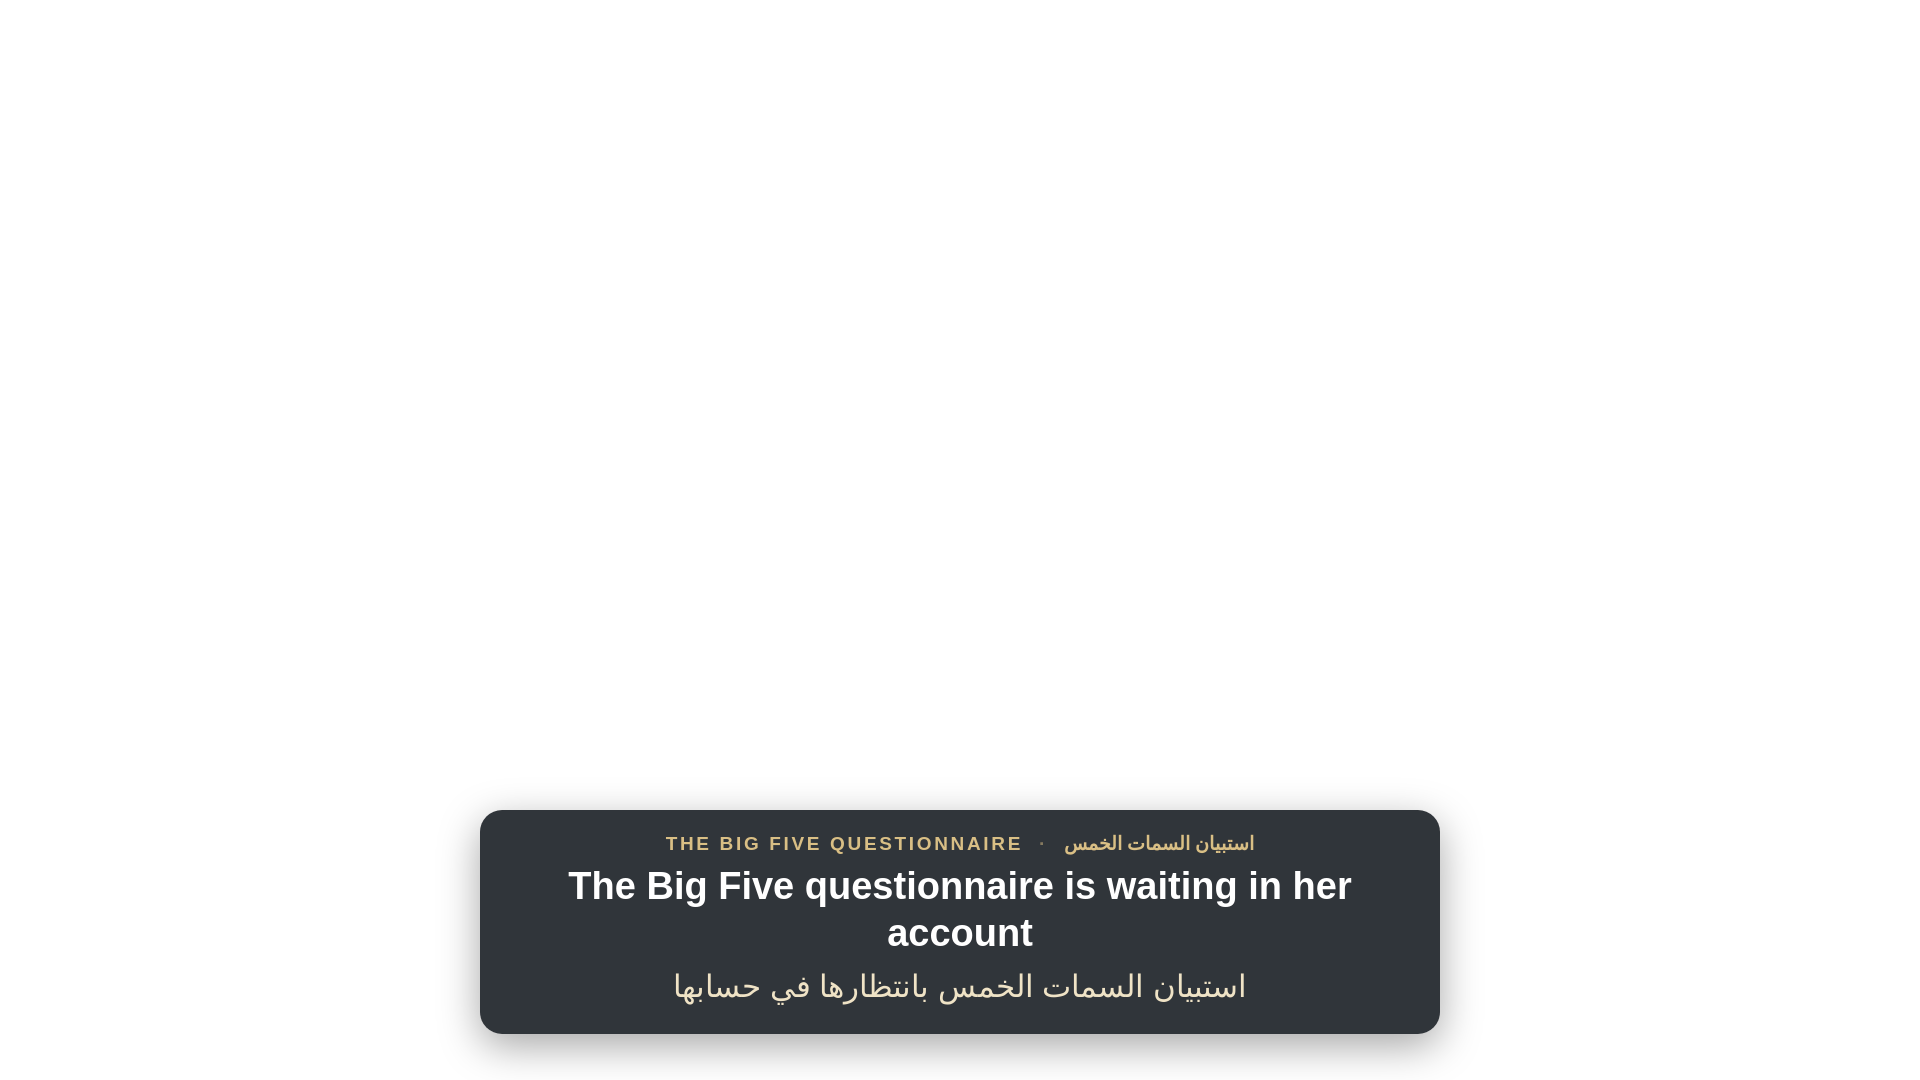 THE BIG FIVE QUESTIONNAIRE · استبيان السمات الخمس
The Big Five questionnaire is waiting in her
account
استبيان السمات الخمس بانتظارها في حسابها